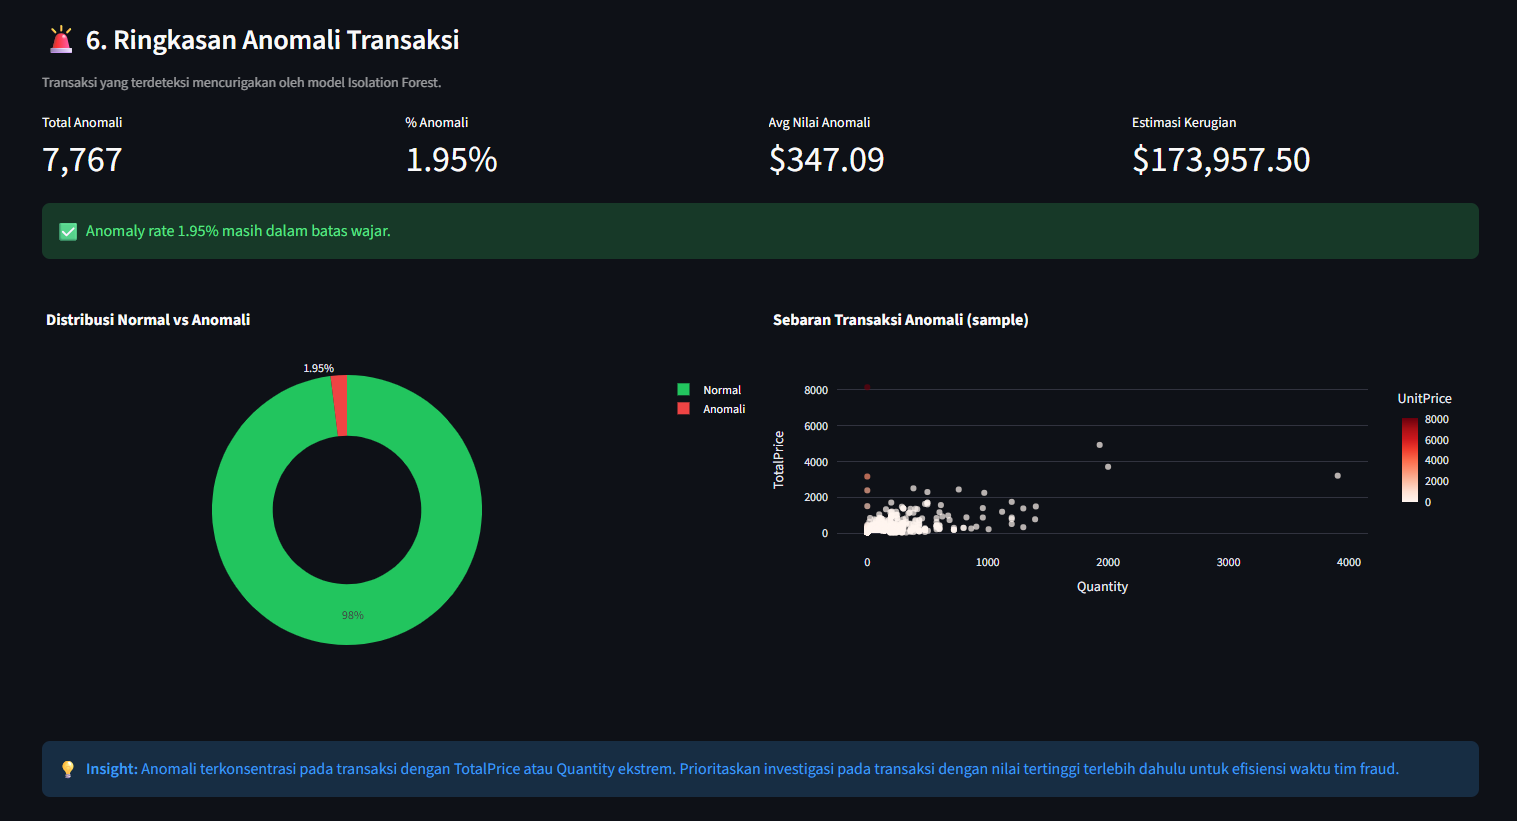 6. Ringkasan Anomali Transaksi
Transaksi yang terdeteksi mencurigakan oleh model Isolation Forest.
Total Anomali
7,767
% Anomali
1.95%
Avg Nilai Anomali
$347.09
Estimasi Kerugian
$173,957.50
Anomaly rate 1.95% masih dalam batas wajar.
Distribusi Normal vs Anomali
1.95%
98%
Normal
Anomali
Sebaran Transaksi Anomali (sample)
TotalPrice
8000
6000
4000
2000
0
0
1000
2000
3000
4000
Quantity
UnitPrice
8000
6000
4000
2000
0
Insight: Anomali terkonsentrasi pada transaksi dengan TotalPrice atau Quantity ekstrem. Prioritaskan investigasi pada transaksi dengan nilai tertinggi terlebih dahulu untuk efisiensi waktu tim fraud.